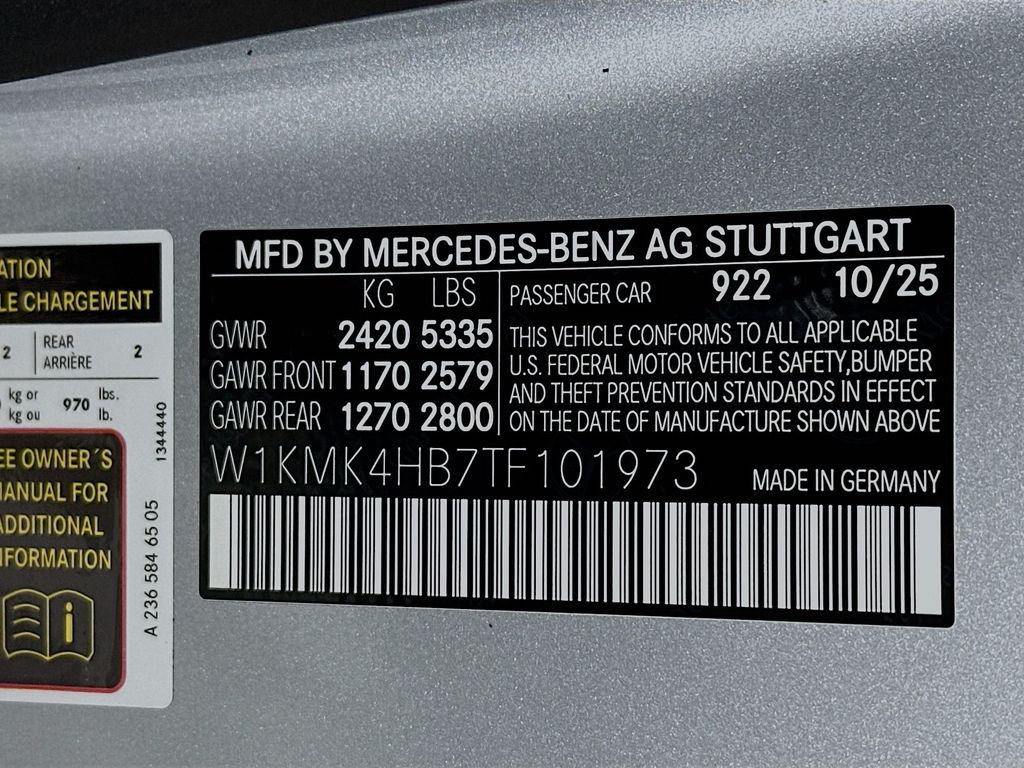 ATION
LE CHARGEMENT
2 REAR ARRIÈRE 2
kg or kg ou 970 lbs. lb.
EE OWNER´S
MANUAL FOR
ADDITIONAL
NFORMATION
1344440
A 236 584 65 05
MFD BY MERCEDES-BENZ AG STUTTGART
KG LBS
GVWR 2420 5335
GAWR FRONT 1170 2579
GAWR REAR 1270 2800
PASSENGER CAR 922 10/25
THIS VEHICLE CONFORMS TO ALL APPLICABLE
U.S. FEDERAL MOTOR VEHICLE SAFETY,BUMPER
AND THEFT PREVENTION STANDARDS IN EFFECT
ON THE DATE OF MANUFACTURE SHOWN ABOVE
W1KMK4HB7TF101973
MADE IN GERMANY